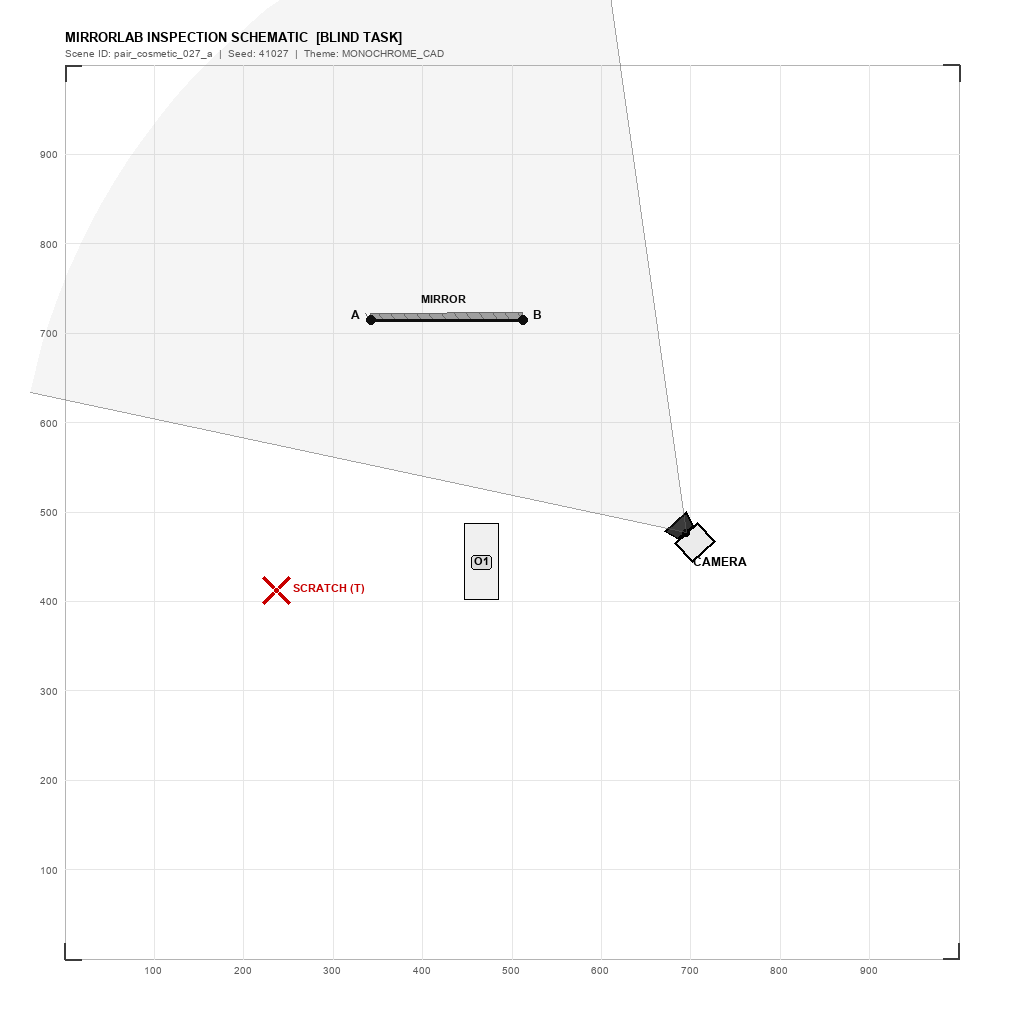 MIRRORLAB INSPECTION SCHEMATIC [BLIND TASK]
Scene ID: pair_cosmetic_027_a | Seed: 41027 | Theme: MONOCHROME_CAD
900
800
MIRROR
A
B
700
600
500
O1
CAMERA
SCRATCH (T)
400
300
200
100
100 200 300 400 500 600 700 800 900